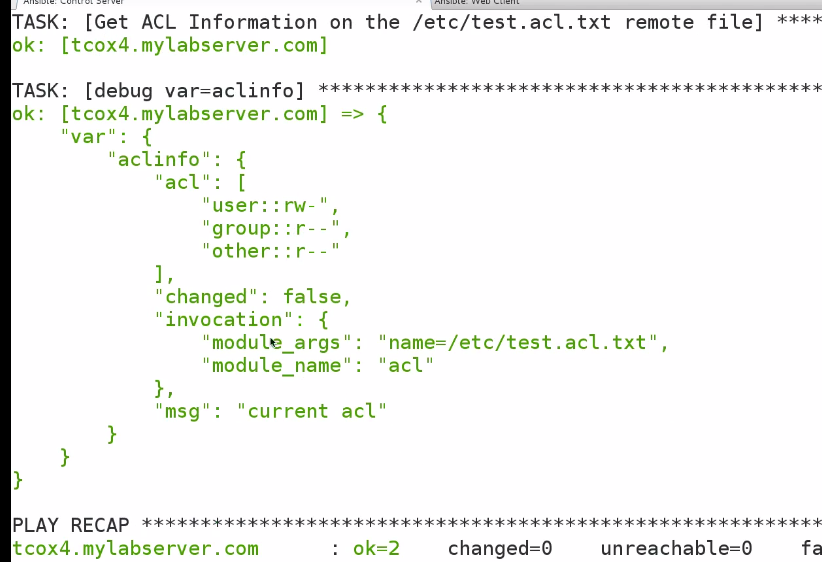 Ansible: Control Server
Ansible: Web Client
TASK: [Get ACL Information on the /etc/test.acl.txt remote file] ****
ok: [tcox4.mylabserver.com]
TASK: [debug var=aclinfo] *******************************************
ok: [tcox4.mylabserver.com] => {
    "var": {
        "aclinfo": {
            "acl": [
                "user::rw-",
                "group::r--",
                "other::r--"
            ],
            "changed": false,
            "invocation": {
                "module_args": "name=/etc/test.acl.txt",
                "module_name": "acl"
            },
            "msg": "current acl"
        }
    }
}
PLAY RECAP **********************************************************
tcox4.mylabserver.com      : ok=2    changed=0    unreachable=0    fa